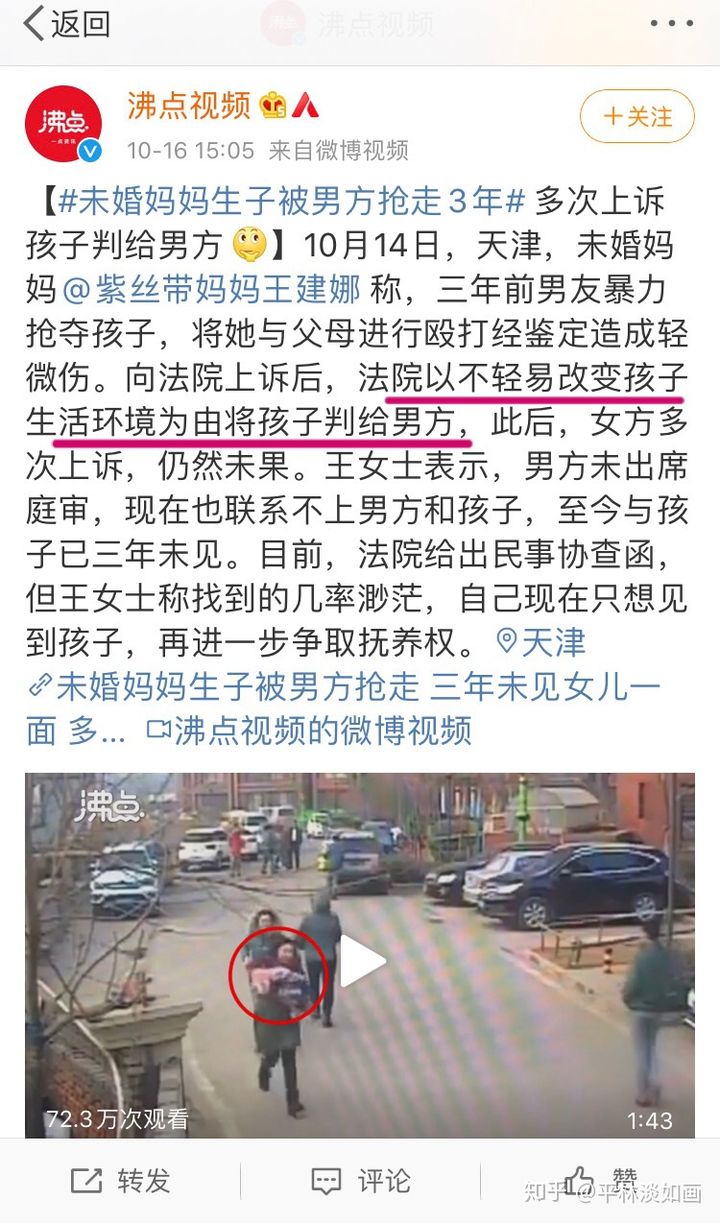 返回
沸点视频
沸点
一点资讯
沸点视频
+关注
10-16 15:05 来自微博视频
【#未婚妈妈生子被男方抢走3年# 多次上诉
孩子判给男方🤔】10月14日，天津，未婚妈
妈@紫丝带妈妈王建娜 称，三年前男友暴力
抢夺孩子，将她与父母进行殴打经鉴定造成轻
微伤。向法院上诉后，法院以不轻易改变孩子
生活环境为由将孩子判给男方，此后，女方多
次上诉，仍然未果。王女士表示，男方未出席
庭审，现在也联系不上男方和孩子，至今与孩
子已三年未见。目前，法院给出民事协查函，
但王女士称找到的几率渺茫，自己现在只想见
到孩子，再进一步争取抚养权。天津
未婚妈妈生子被男方抢走 三年未见女儿一
面 多... 沸点视频的微博视频
沸点
72.3万次观看
1:43
转发
评论
赞
知乎 @平林淡如画